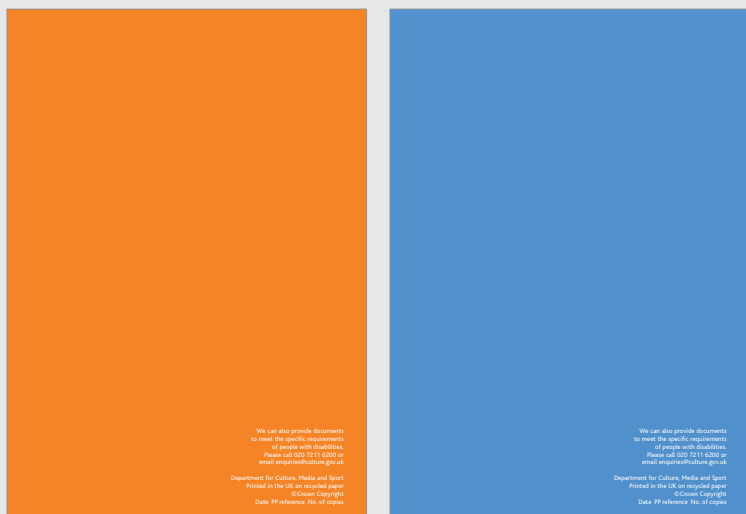 We can also provide documents
to meet the specific requirements
of people with disabilities.
Please call 020 7211 6200 or
email enquiries@culture.gov.uk
Department for Culture, Media and Sport
Printed in the UK on recycled paper
©Crown Copyright
Date PP reference No. of copies
We can also provide documents
to meet the specific requirements
of people with disabilities.
Please call 020 7211 6200 or
email enquiries@culture.gov.uk
Department for Culture, Media and Sport
Printed in the UK on recycled paper
©Crown Copyright
Date PP reference No. of copies